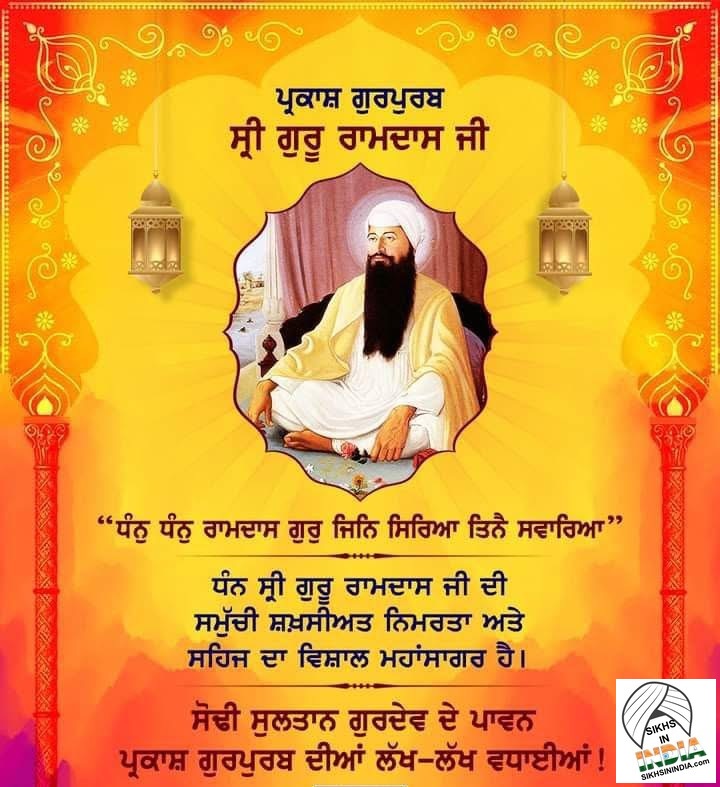 ਪ੍ਰਕਾਸ਼ ਗੁਰਪੁਰਬ
ਸ੍ਰੀ ਗੁਰੂ ਰਾਮਦਾਸ ਜੀ
“ਧੰਨੁ ਧੰਨੁ ਰਾਮਦਾਸ ਗੁਰੁ ਜਿਨਿ ਸਿਰਿਆ ਤਿਨੈ ਸਵਾਰਿਆ”
ਧੰਨ ਸ੍ਰੀ ਗੁਰੂ ਰਾਮਦਾਸ ਜੀ ਦੀ
ਸਮੁੱਚੀ ਸ਼ਖ਼ਸੀਅਤ ਨਿਮਰਤਾ ਅਤੇ
ਸਹਿਜ ਦਾ ਵਿਸ਼ਾਲ ਮਹਾਂਸਾਗਰ ਹੈ।
ਸੋਢੀ ਸੁਲਤਾਨ ਗੁਰਦੇਵ ਦੇ ਪਾਵਨ
ਪ੍ਰਕਾਸ਼ ਗੁਰਪੁਰਬ ਦੀਆਂ ਲੱਖ-ਲੱਖ ਵਧਾਈਆਂ!
SIKHS
IN
INDIA
SIKHSININDIA.com